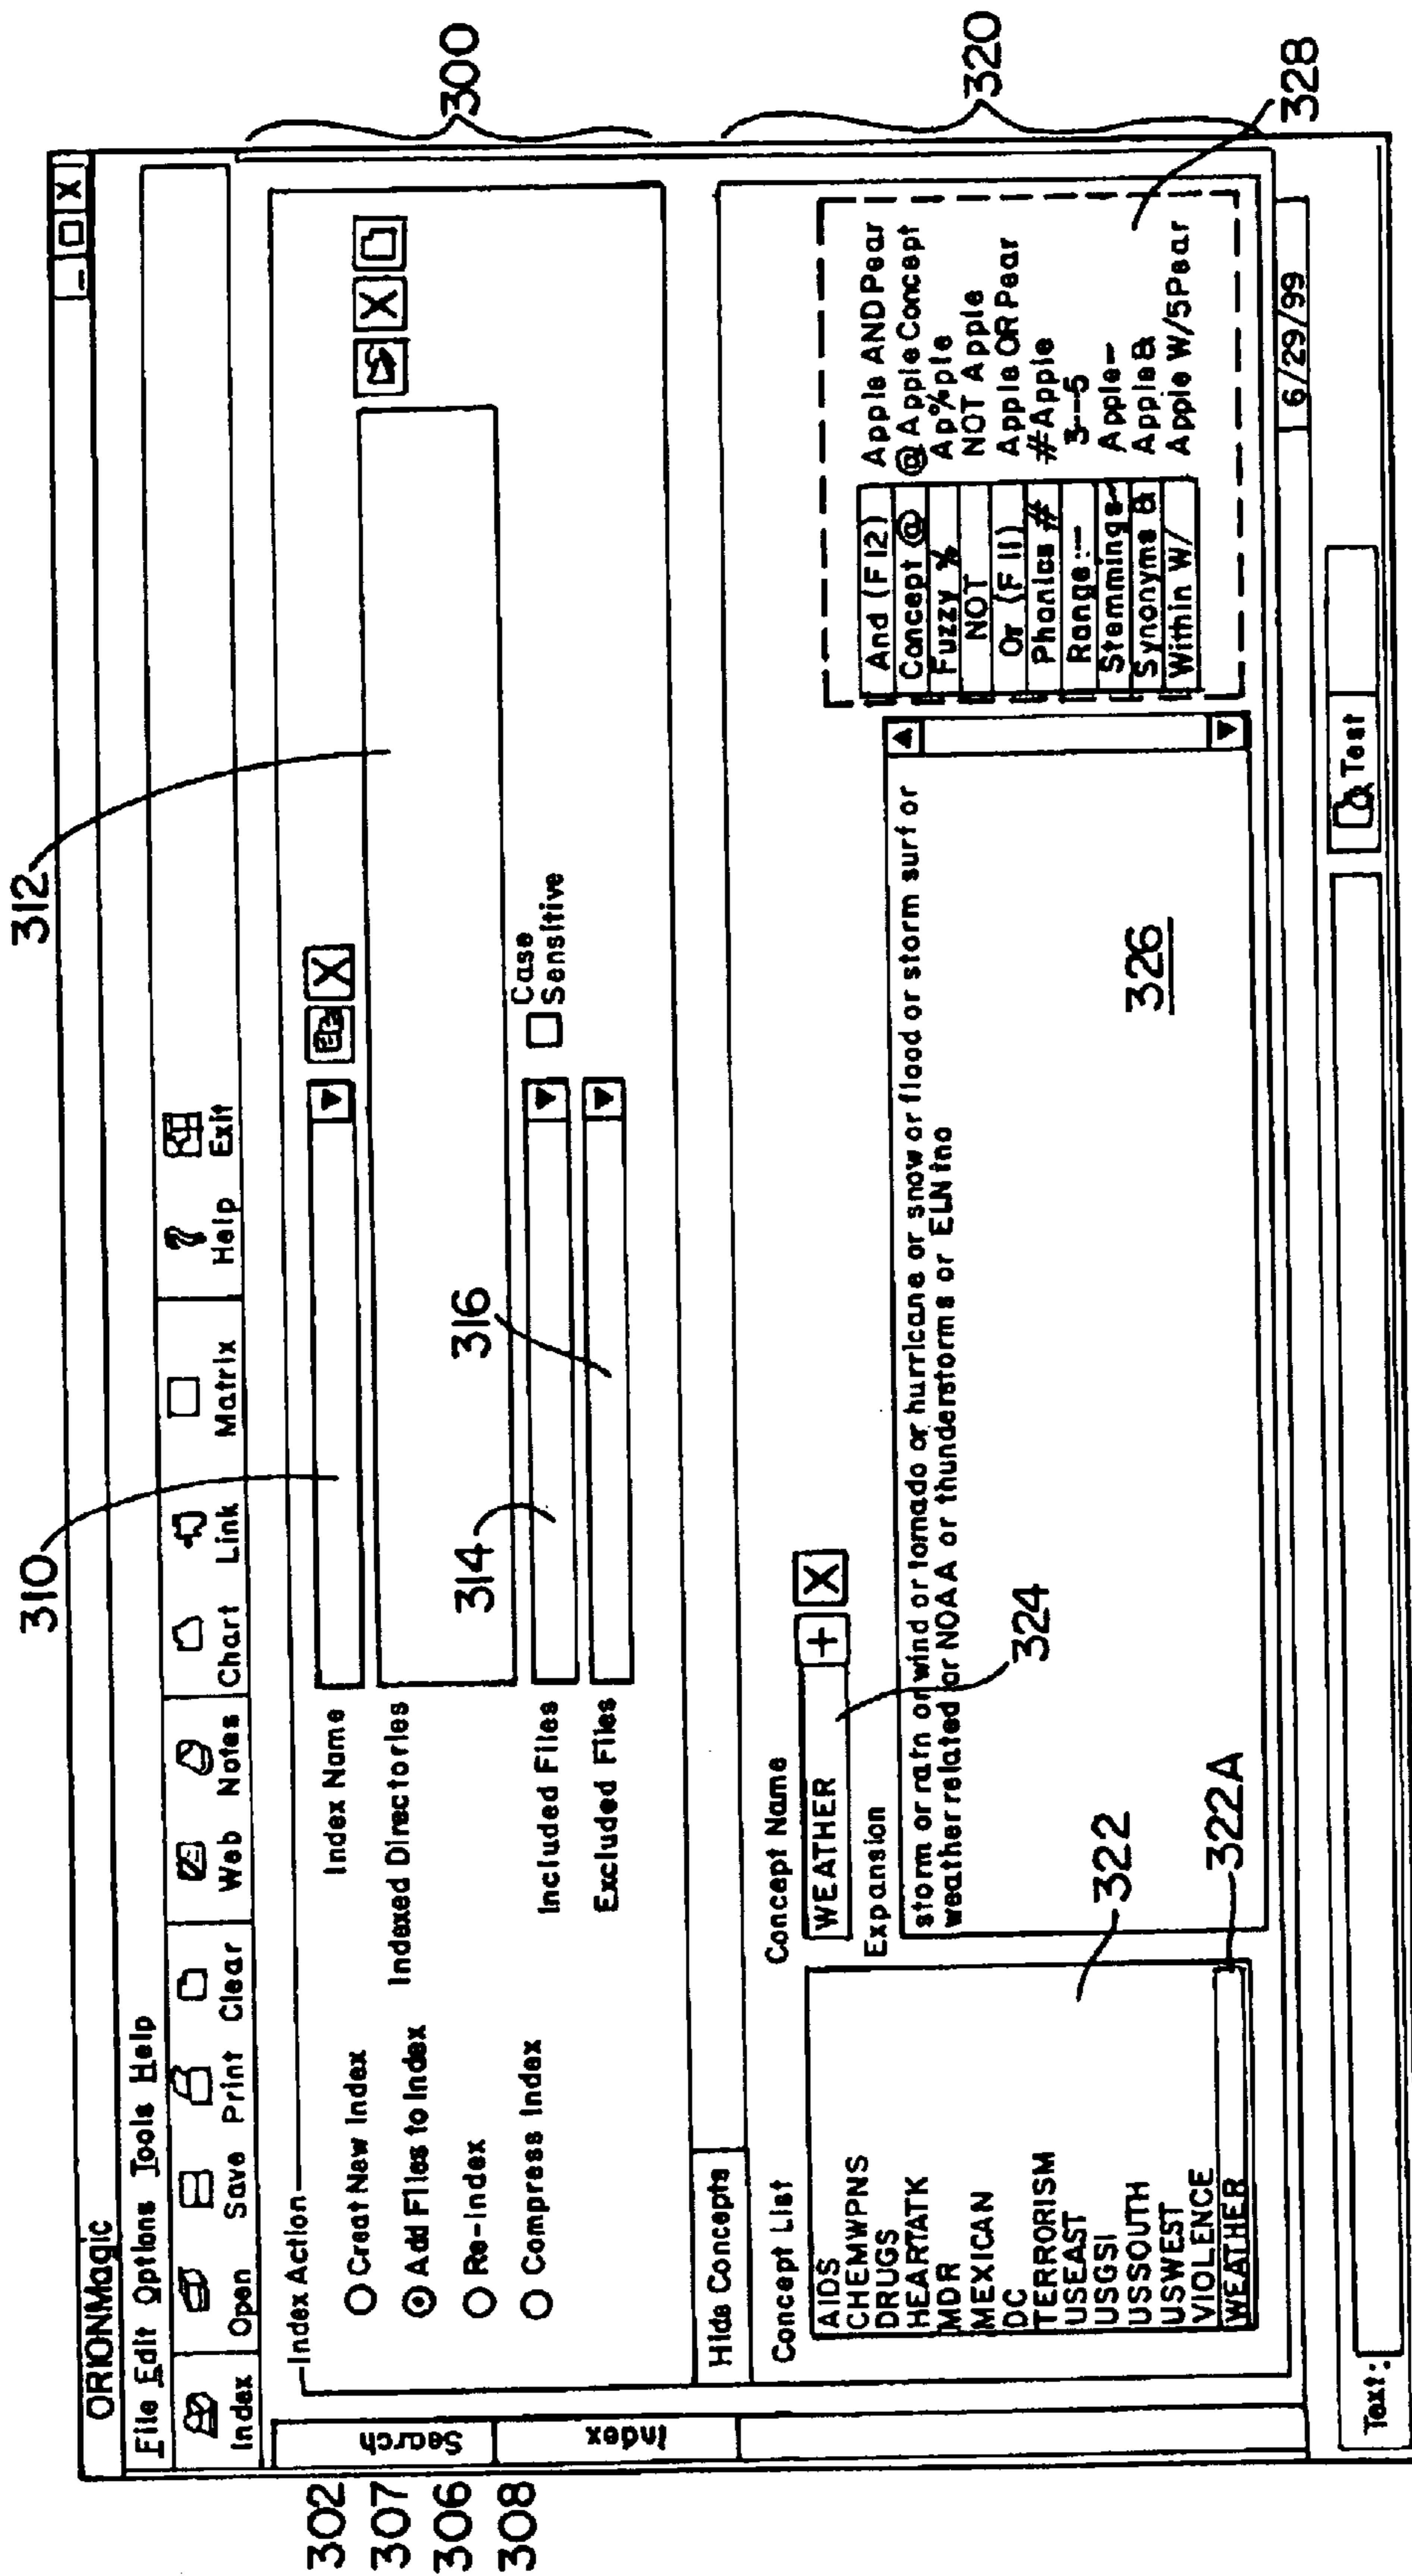 ORIONMagic
File Edit Options Tools Help
Index Open Save Print Clear Web Notes Chart Link Matrix Help Exit
Search
Index
Index Action
Creat New Index
Add Files to Index
Re-Index
Compress Index
Index Name
Indexed Directories
Included Files
Excluded Files
Case
Sensitive
Hide Concepts
Concept List
AIDS
CHEMWPNS
DRUGS
HEARTATK
MDR
MEXICAN
OC
TERRORISM
USEAST
USGSI
USSOUTH
USWEST
VIOLENCE
WEATHER
Concept Name
WEATHER + X
Expansion
storm or ratn or wind or tornado or hurricane or snow or flood or storm surf or
weather related or NOAA or thunderstorms or ELN tno
And (F12) Apple AND Pear
Concept @ @ Apple Concept
Fuzzy % Ap%ple
NOT NOT Apple
Or (F11) Apple OR Pear
Phonics # #Apple
Range -- 3--5
Stemming ~ Apple~
Synonyms & Apple&
Within W/ Apple W/5Pear
6/29/99
Text:
Test
300
302
307
306
308
310
312
314
316
320
322
322A
324
326
328